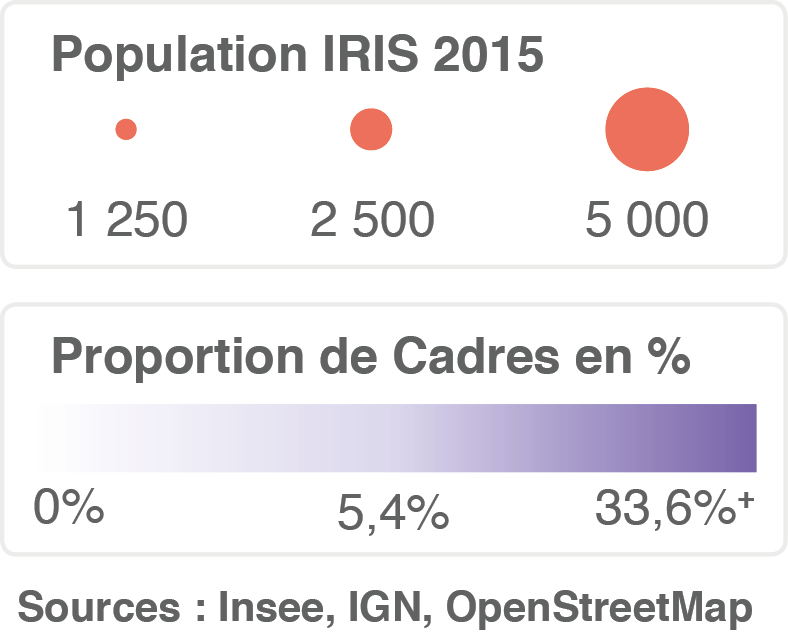 Population IRIS 2015
1 250 2 500 5 000
Proportion de Cadres en %
0% 5,4% 33,6%+
Sources : Insee, IGN, OpenStreetMap